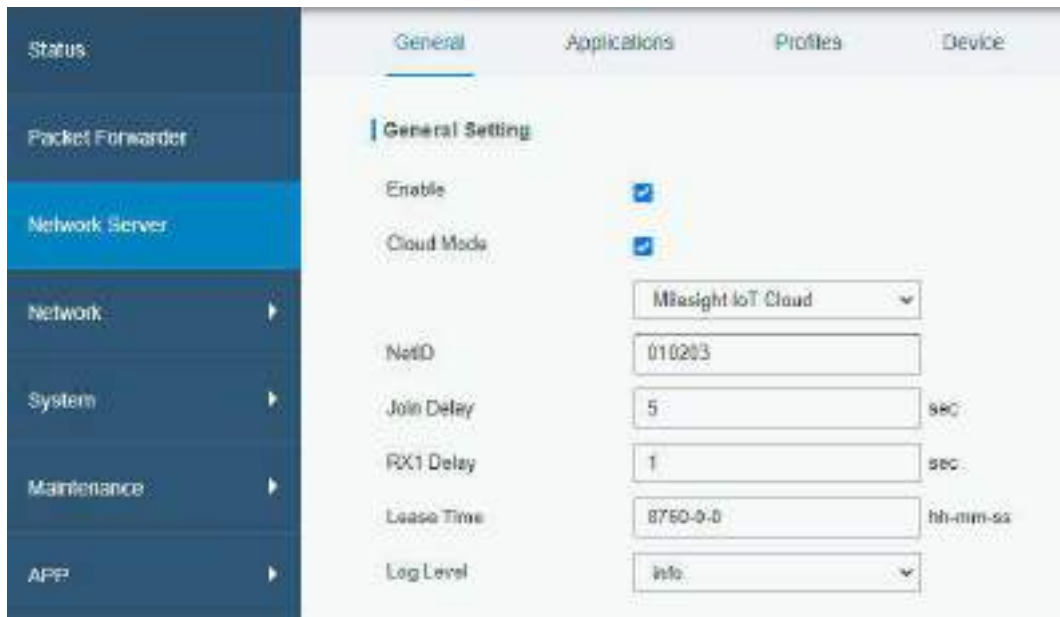 Status
Packet Forwarder
Network Server
Network
System
Maintenance
APP
General Applications Profiles Device
General Setting
Enable
Cloud Mode
Milesight IoT Cloud
NetID 010203
Join Delay 5 sec
RX1 Delay 1 sec
Lease Time 8760-0-0 hh-mm-ss
Log Level info